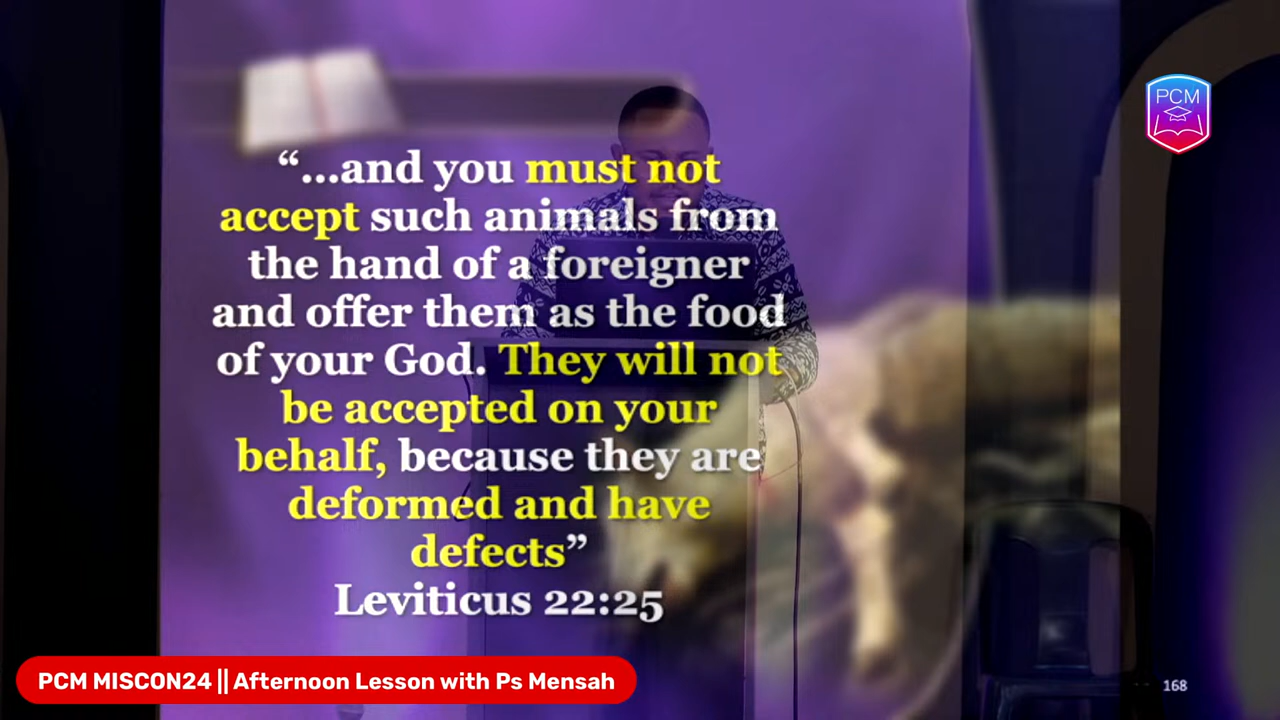 PCM
“...and you must not
accept such animals from
the hand of a foreigner
and offer them as the food
of your God. They will not
be accepted on your
behalf, because they are
deformed and have
defects”
Leviticus 22:25
PCM MISCON24 || Afternoon Lesson with Ps Mensah
168